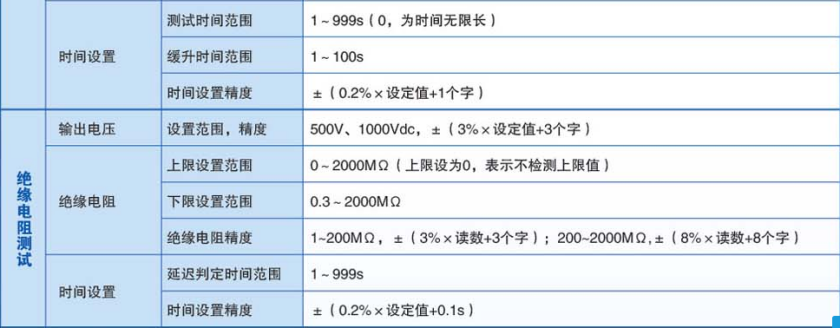 时间设置
测试时间范围 1~999s（0，为时间无限长）
缓升时间范围 1~100s
时间设置精度 ±（0.2%×设定值+1个字）
绝缘电阻测试
输出电压 设置范围，精度 500V、1000Vdc，±（3%×设定值+3个字）
绝缘电阻
上限设置范围 0~2000MΩ（上限设为0，表示不检测上限值）
下限设置范围 0.3~2000MΩ
绝缘电阻精度 1~200MΩ，±（3%×读数+3个字）；200~2000MΩ,±（8%×读数+8个字）
时间设置
延迟判定时间范围 1~999s
时间设置精度 ±（0.2%×设定值+0.1s）